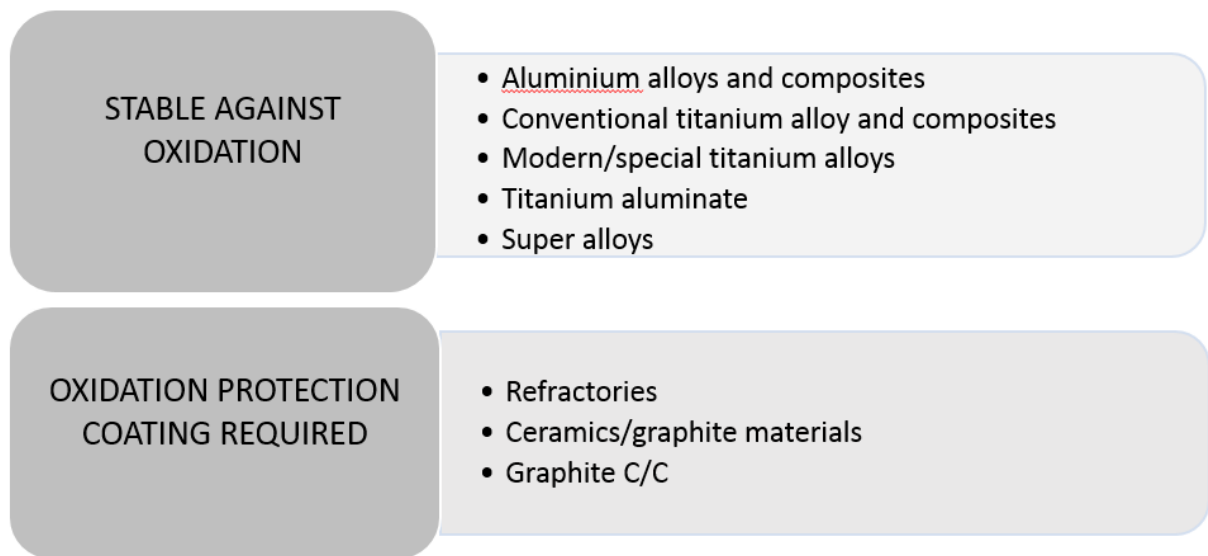 STABLE AGAINST
OXIDATION
• Aluminium alloys and composites
• Conventional titanium alloy and composites
• Modern/special titanium alloys
• Titanium aluminate
• Super alloys
OXIDATION PROTECTION
COATING REQUIRED
• Refractories
• Ceramics/graphite materials
• Graphite C/C